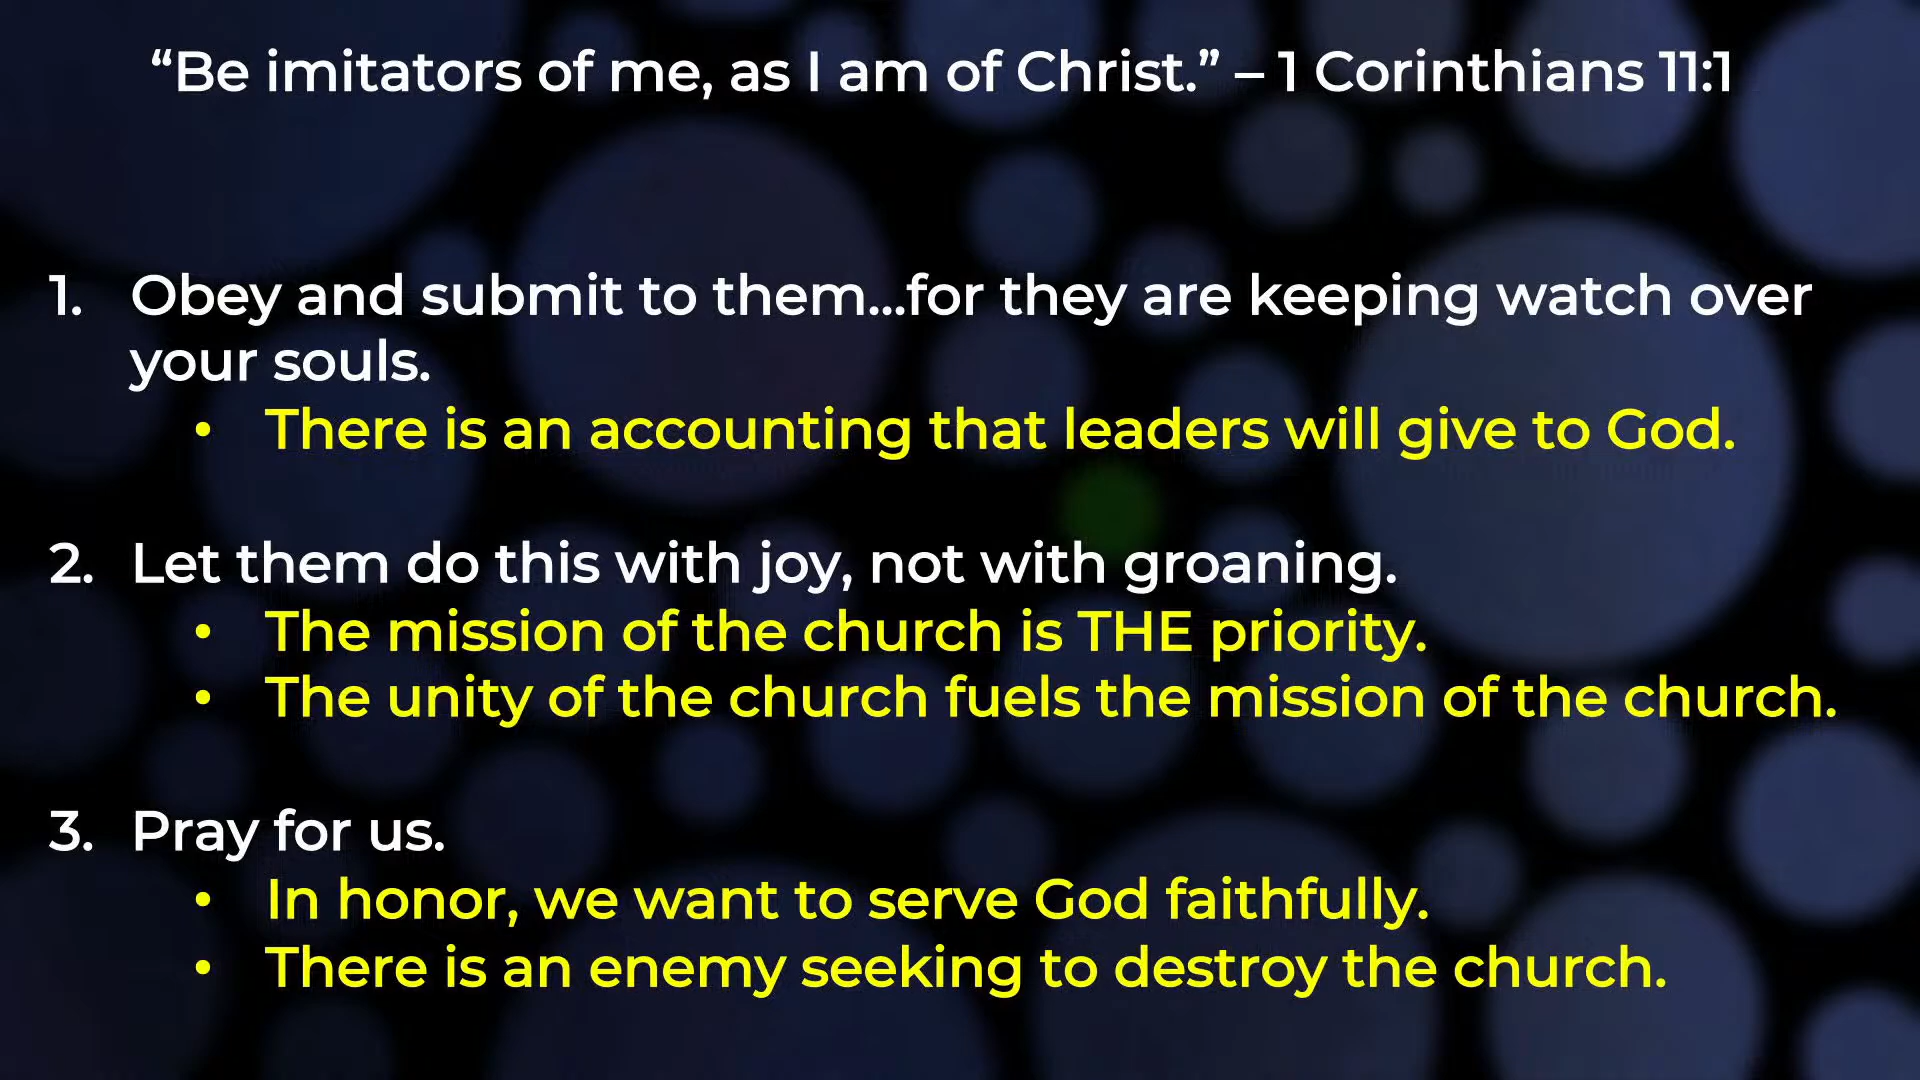 “Be imitators of me, as I am of Christ.” – 1 Corinthians 11:1
1. Obey and submit to them...for they are keeping watch over
your souls.
• There is an accounting that leaders will give to God.
2. Let them do this with joy, not with groaning.
• The mission of the church is THE priority.
• The unity of the church fuels the mission of the church.
3. Pray for us.
• In honor, we want to serve God faithfully.
• There is an enemy seeking to destroy the church.